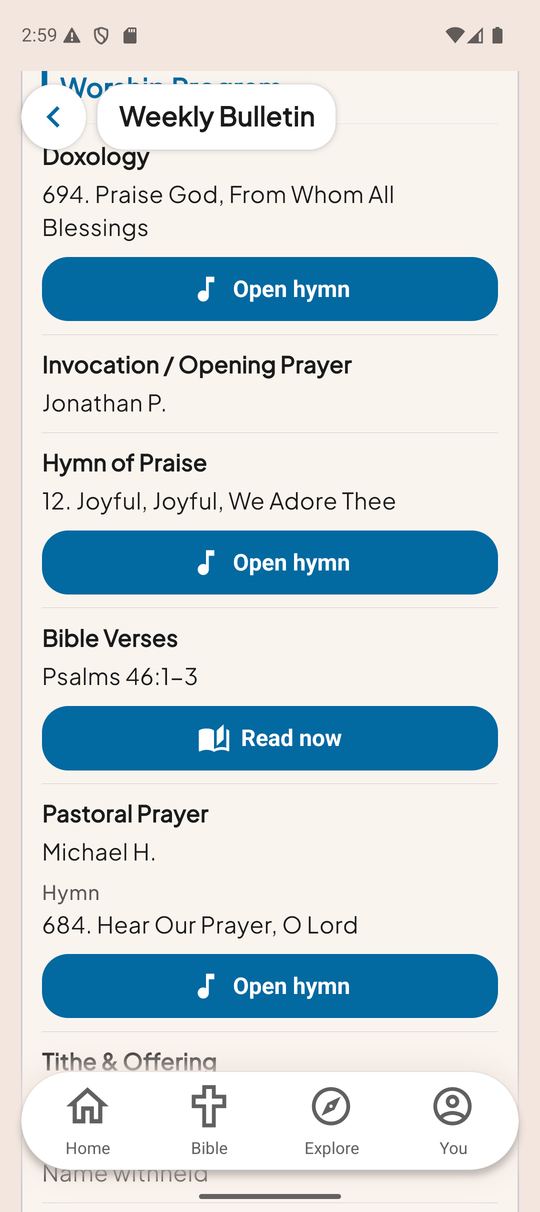 2:59
Worship Program
Weekly Bulletin
Doxology
694. Praise God, From Whom All
Blessings
Open hymn
Invocation / Opening Prayer
Jonathan P.
Hymn of Praise
12. Joyful, Joyful, We Adore Thee
Open hymn
Bible Verses
Psalms 46:1–3
Read now
Pastoral Prayer
Michael H.
Hymn
684. Hear Our Prayer, O Lord
Open hymn
Tithe & Offering
Home
Bible
Explore
You
Name withheld